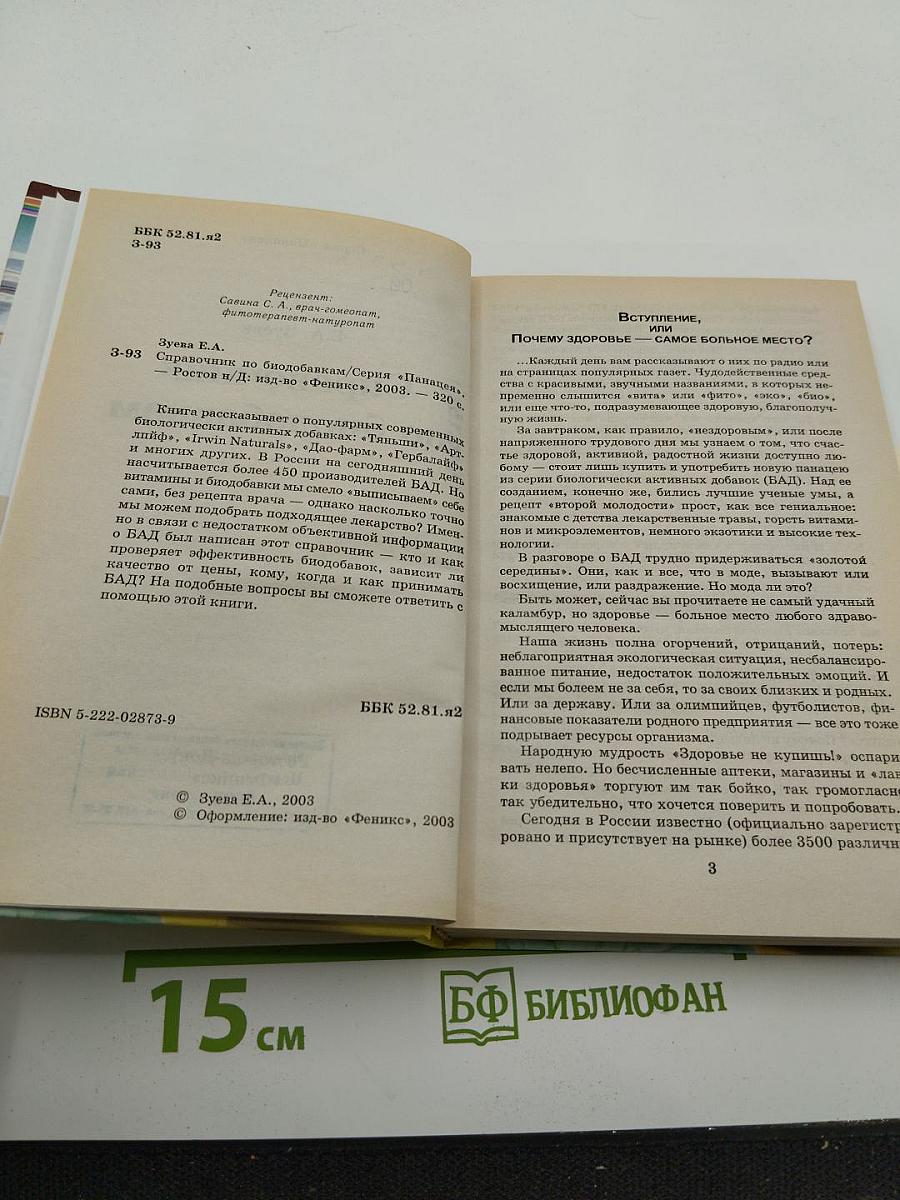 ББК 52.81.я2
З-93
Рецензент:
Савина С. А., врач-гомеопат,
фитотерапевт-натуропат
Зуева Е.А.
З-93 Справочник по биодобавкам/Серия «Панацея».
— Ростов н/Д: изд-во «Феникс», 2003. — 320 с.
Книга рассказывает о популярных современных
биологически активных добавках: «Тяньши», «Арт-
лайф», «Irwin Naturals», «Дао-фарм», «Гербалайф»
и многих других. В России на сегодняшний день
насчитывается более 450 производителей БАД. Но
витамины и биодобавки мы смело «выписываем» себе
сами, без рецепта врача — однако насколько точно
мы можем подобрать подходящее лекарство? Имен-
но в связи с недостатком объективной информации
о БАД был написан этот справочник — кто и как
проверяет эффективность биодобавок, зависит ли
качество от цены, кому, когда и как принимать
БАД? На подобные вопросы вы сможете ответить с
помощью этой книги.
ISBN 5-222-02873-9
ББК 52.81.я2
© Зуева Е.А., 2003
© Оформление: изд-во «Феникс», 2003
Вступление,
или
Почему здоровье — самое больное место?
...Каждый день вам рассказывают о них по радио или
на страницах популярных газет. Чудодейственные сред-
ства с красивыми, звучными названиями, в которых не-
пременно слышится «вита» или «фито», «эко», «био»,
или еще что-то, подразумевающее здоровую, благополуч-
ную жизнь.
За завтраком, как правило, «нездоровым», или после
напряженного трудового дня мы узнаем о том, что счас-
тье здоровой, активной, радостной жизни доступно лю-
бому — стоит лишь купить и употребить новую панацею
из серии биологически активных добавок (БАД). Над ее
созданием, конечно же, бились лучшие ученые умы, а
рецепт «второй молодости» прост, как все гениальное:
знакомые с детства лекарственные травы, горсть витами-
нов и микроэлементов, немного экзотики и высокие тех-
нологии.
В разговоре о БАД трудно придерживаться «золотой
середины». Они, как и все, что в моде, вызывают или
восхищение, или раздражение. Но мода ли это?
Быть может, сейчас вы прочитаете не самый удачный
каламбур, но здоровье — больное место любого здраво-
мыслящего человека.
Наша жизнь полна огорчений, отрицаний, потерь:
неблагоприятная экологическая ситуация, несбалансиро-
ванное питание, недостаток положительных эмоций. И
если мы болеем не за себя, то за своих близких и родных.
Или за державу. Или за олимпийцев, футболистов, фи-
нансовые показатели родного предприятия — все это тоже
подрывает ресурсы организма.
Народную мудрость «Здоровье не купишь!» оспари
вать нелепо. Но бесчисленные аптеки, магазины и «лав
ки здоровья» торгуют им так бойко, так громогласно
так убедительно, что хочется поверить и попробовать.
Сегодня в России известно (официально зарегистр
ровано и присутствует на рынке) более 3500 различн
3
15 см
БФ БИБЛИОФАН